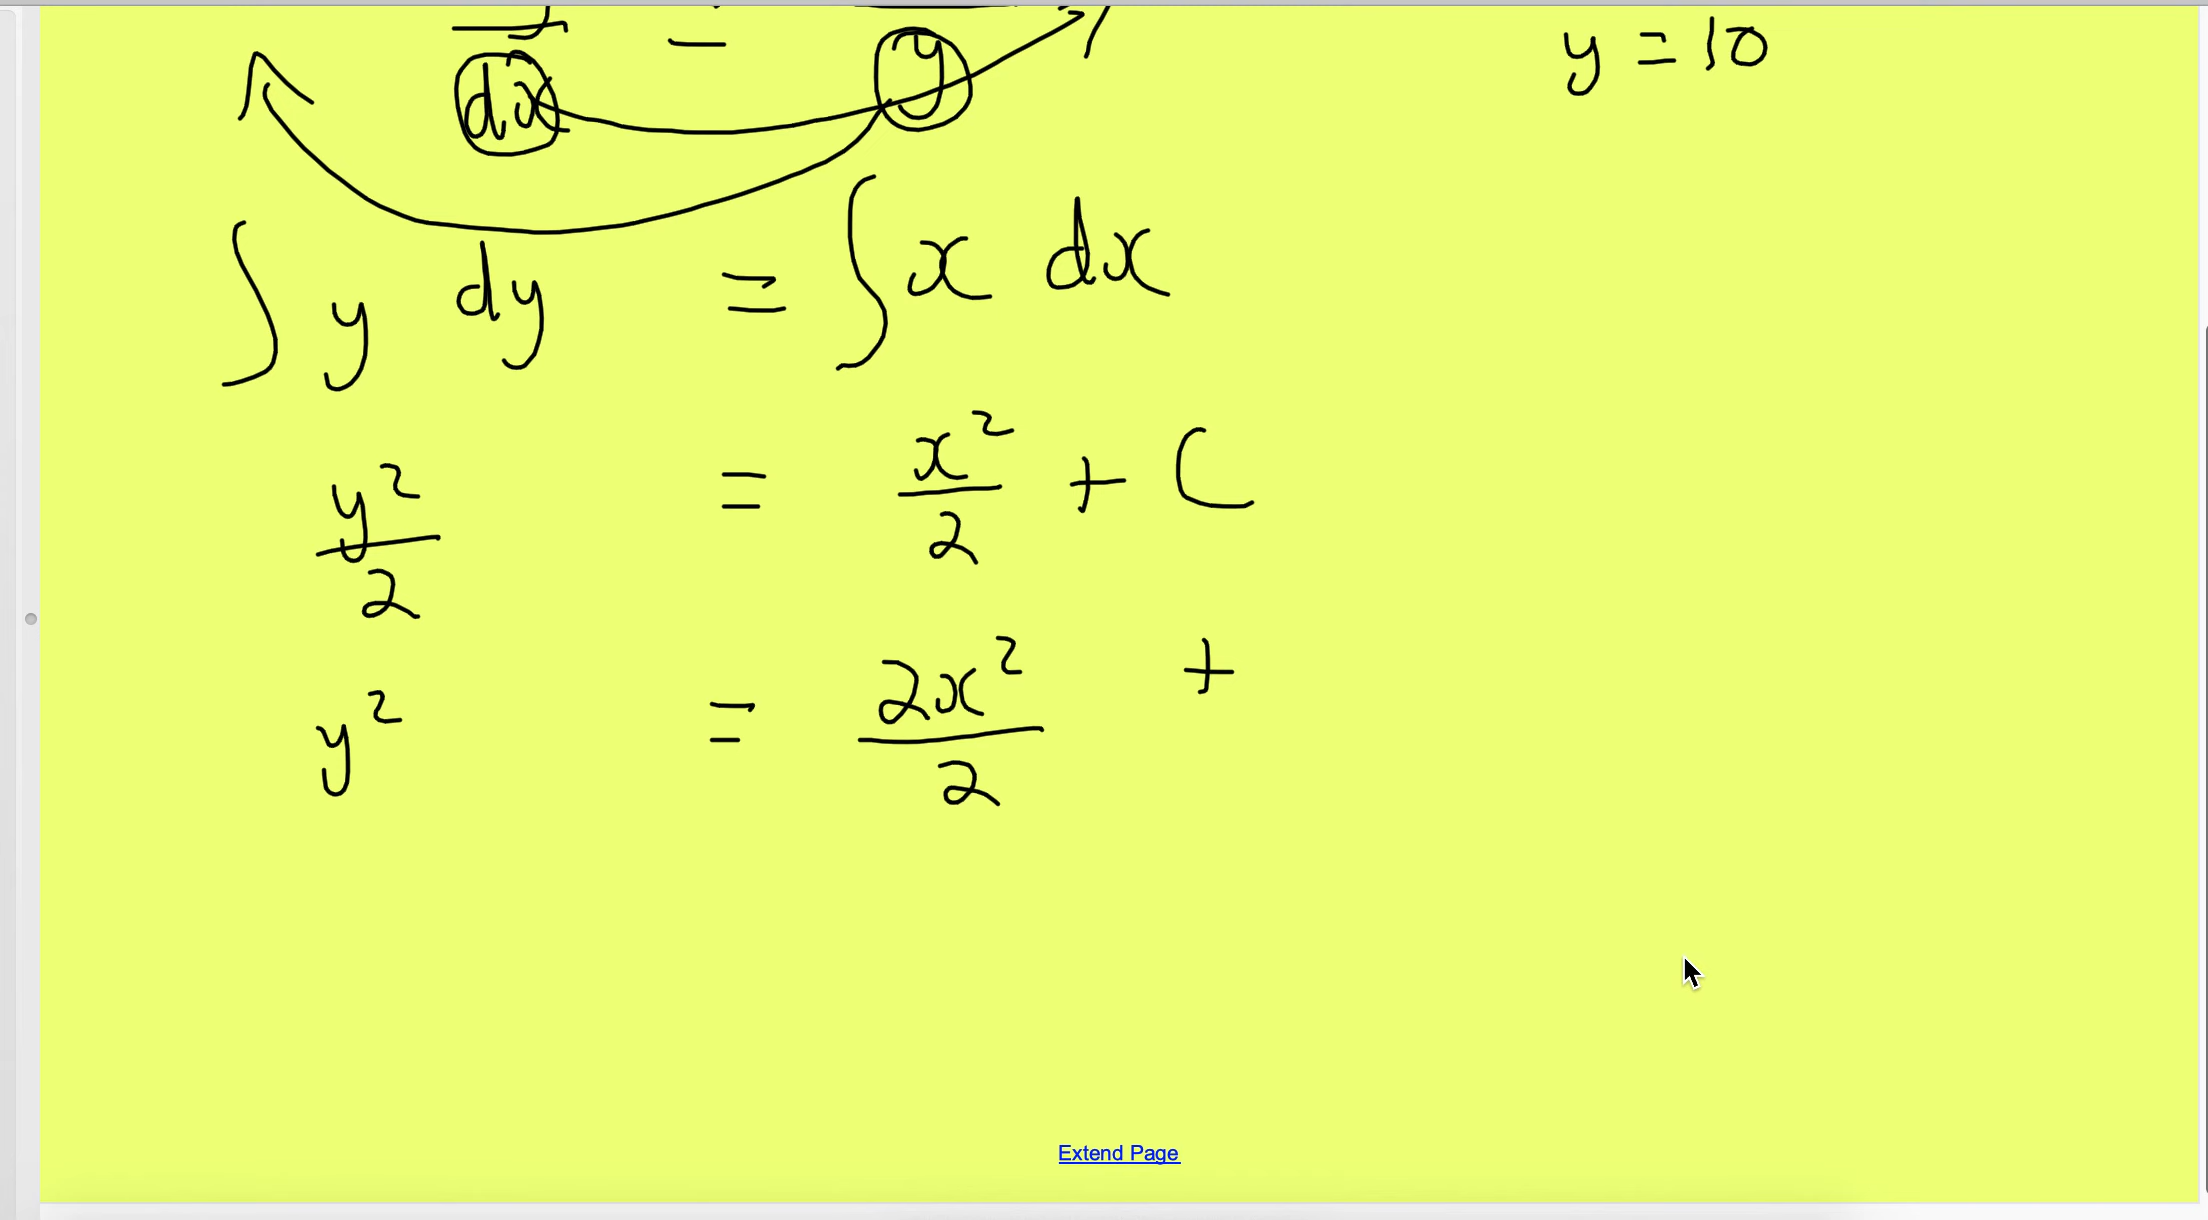 dx y
y = 10
∫ y dy = ∫ x dx
y²/2 = x²/2 + C
y² = 2x²/2 +
Extend Page